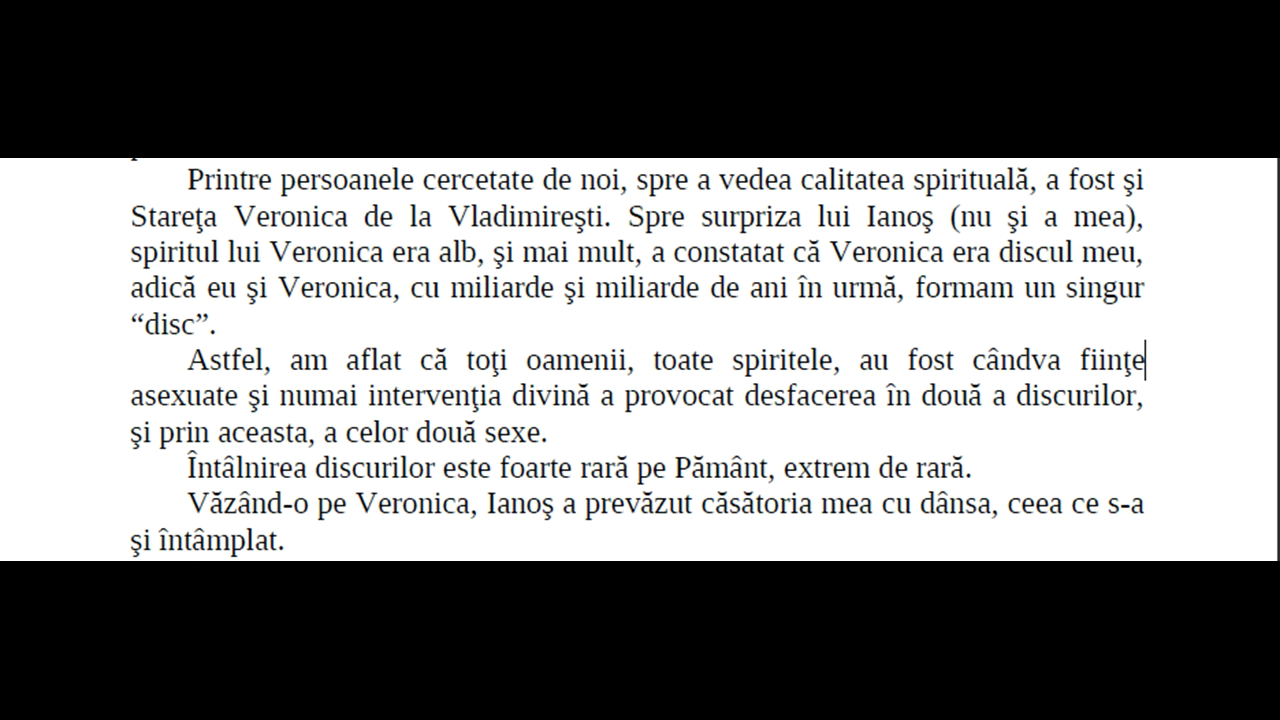 Printre persoanele cercetate de noi, spre a vedea calitatea spirituală, a fost şi
Stareţa Veronica de la Vladimireşti. Spre surpriza lui Ianoş (nu şi a mea),
spiritul lui Veronica era alb, şi mai mult, a constatat că Veronica era discul meu,
adică eu şi Veronica, cu miliarde şi miliarde de ani în urmă, formam un singur
“disc”.
Astfel, am aflat că toţi oamenii, toate spiritele, au fost cândva fiinţe
asexuate şi numai intervenţia divină a provocat desfacerea în două a discurilor,
şi prin aceasta, a celor două sexe.
Întâlnirea discurilor este foarte rară pe Pământ, extrem de rară.
Văzând-o pe Veronica, Ianoş a prevăzut căsătoria mea cu dânsa, ceea ce s-a
şi întâmplat.